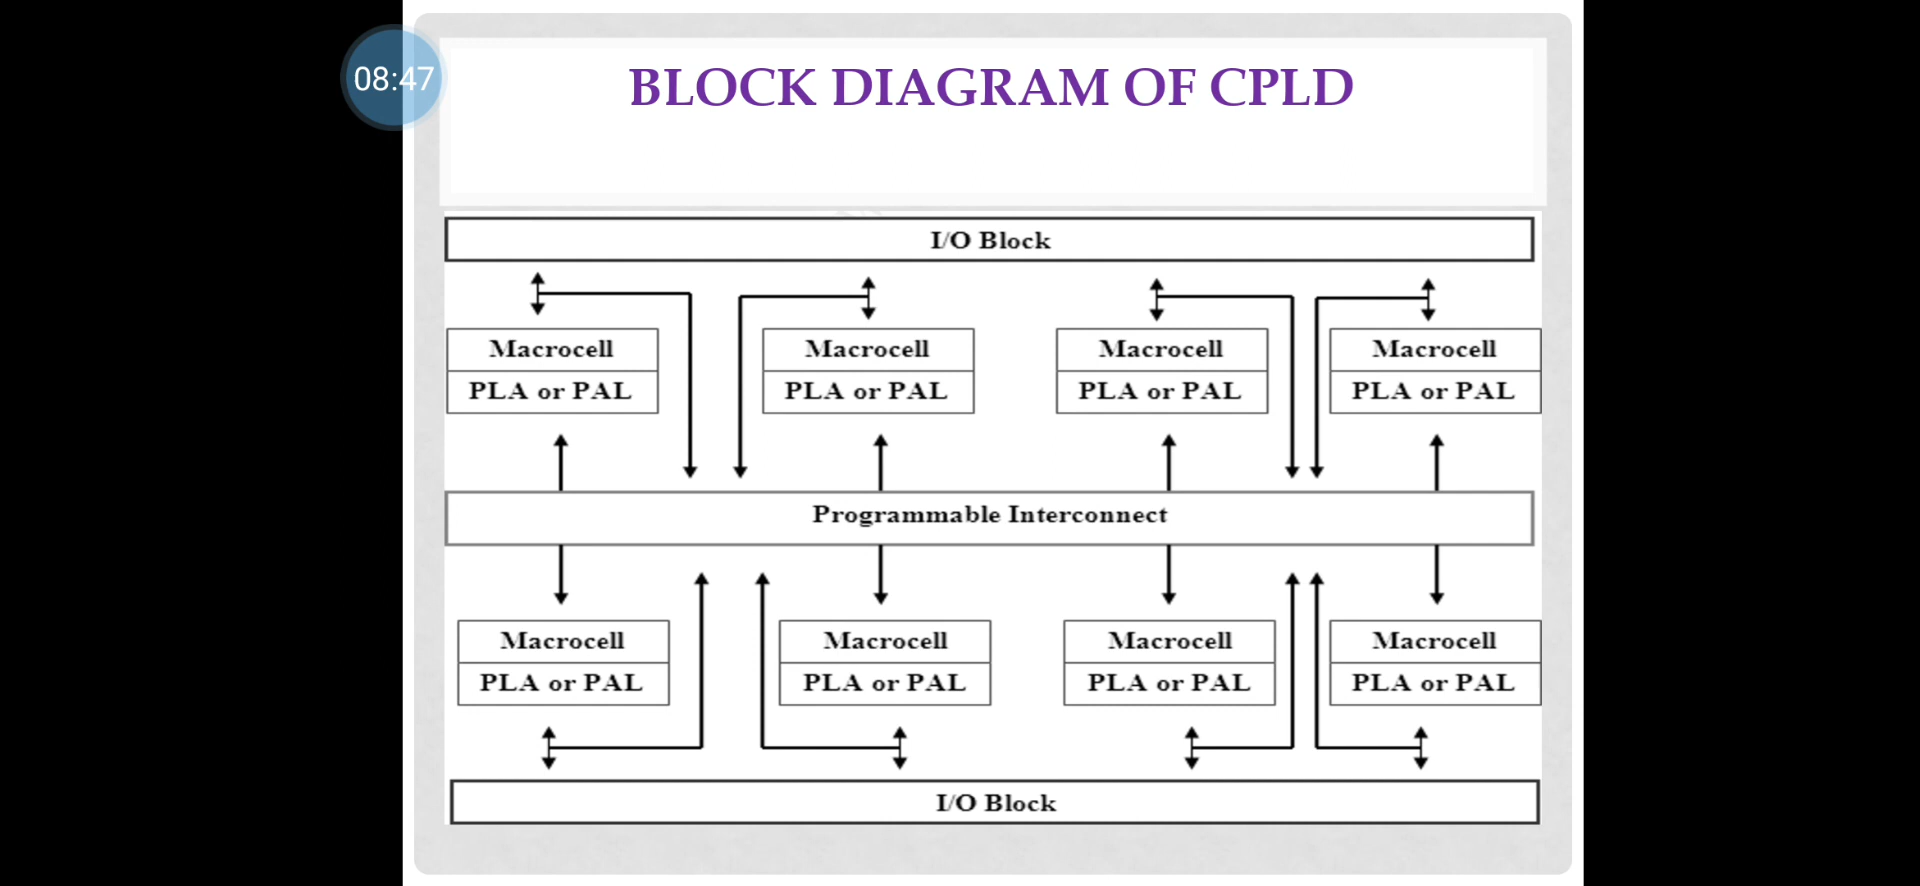 08:47
BLOCK DIAGRAM OF CPLD
I/O Block
Macrocell Macrocell Macrocell Macrocell
PLA or PAL PLA or PAL PLA or PAL PLA or PAL
Programmable Interconnect
Macrocell Macrocell Macrocell Macrocell
PLA or PAL PLA or PAL PLA or PAL PLA or PAL
I/O Block